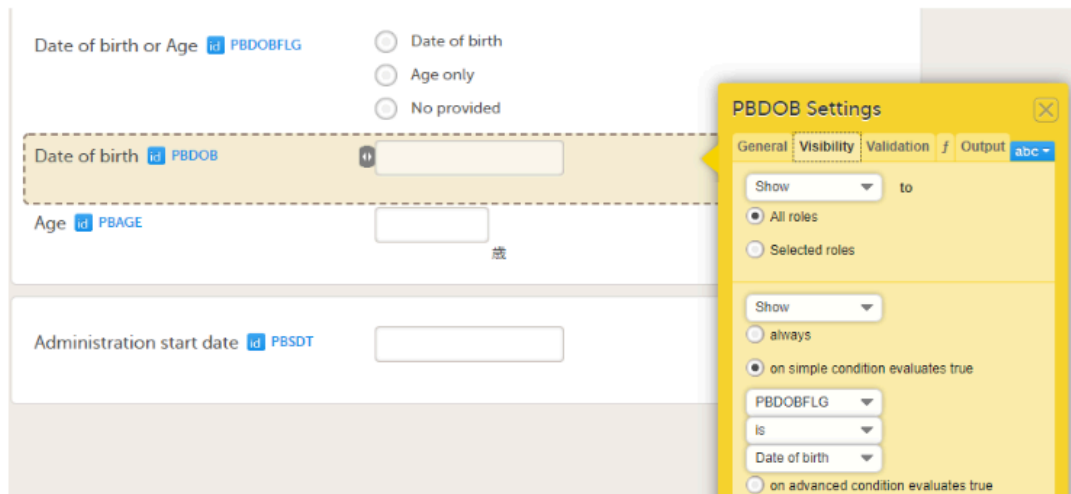 Date of birth or Age id PBDOBFLG
Date of birth
Age only
No provided
Date of birth id PBDOB
Age id PBAGE
歳
Administration start date id PBSDT
PBDOB Settings
General Visibility Validation f Output abc
Show to
All roles
Selected roles
Show
always
on simple condition evaluates true
PBDOBFLG
is
Date of birth
on advanced condition evaluates true